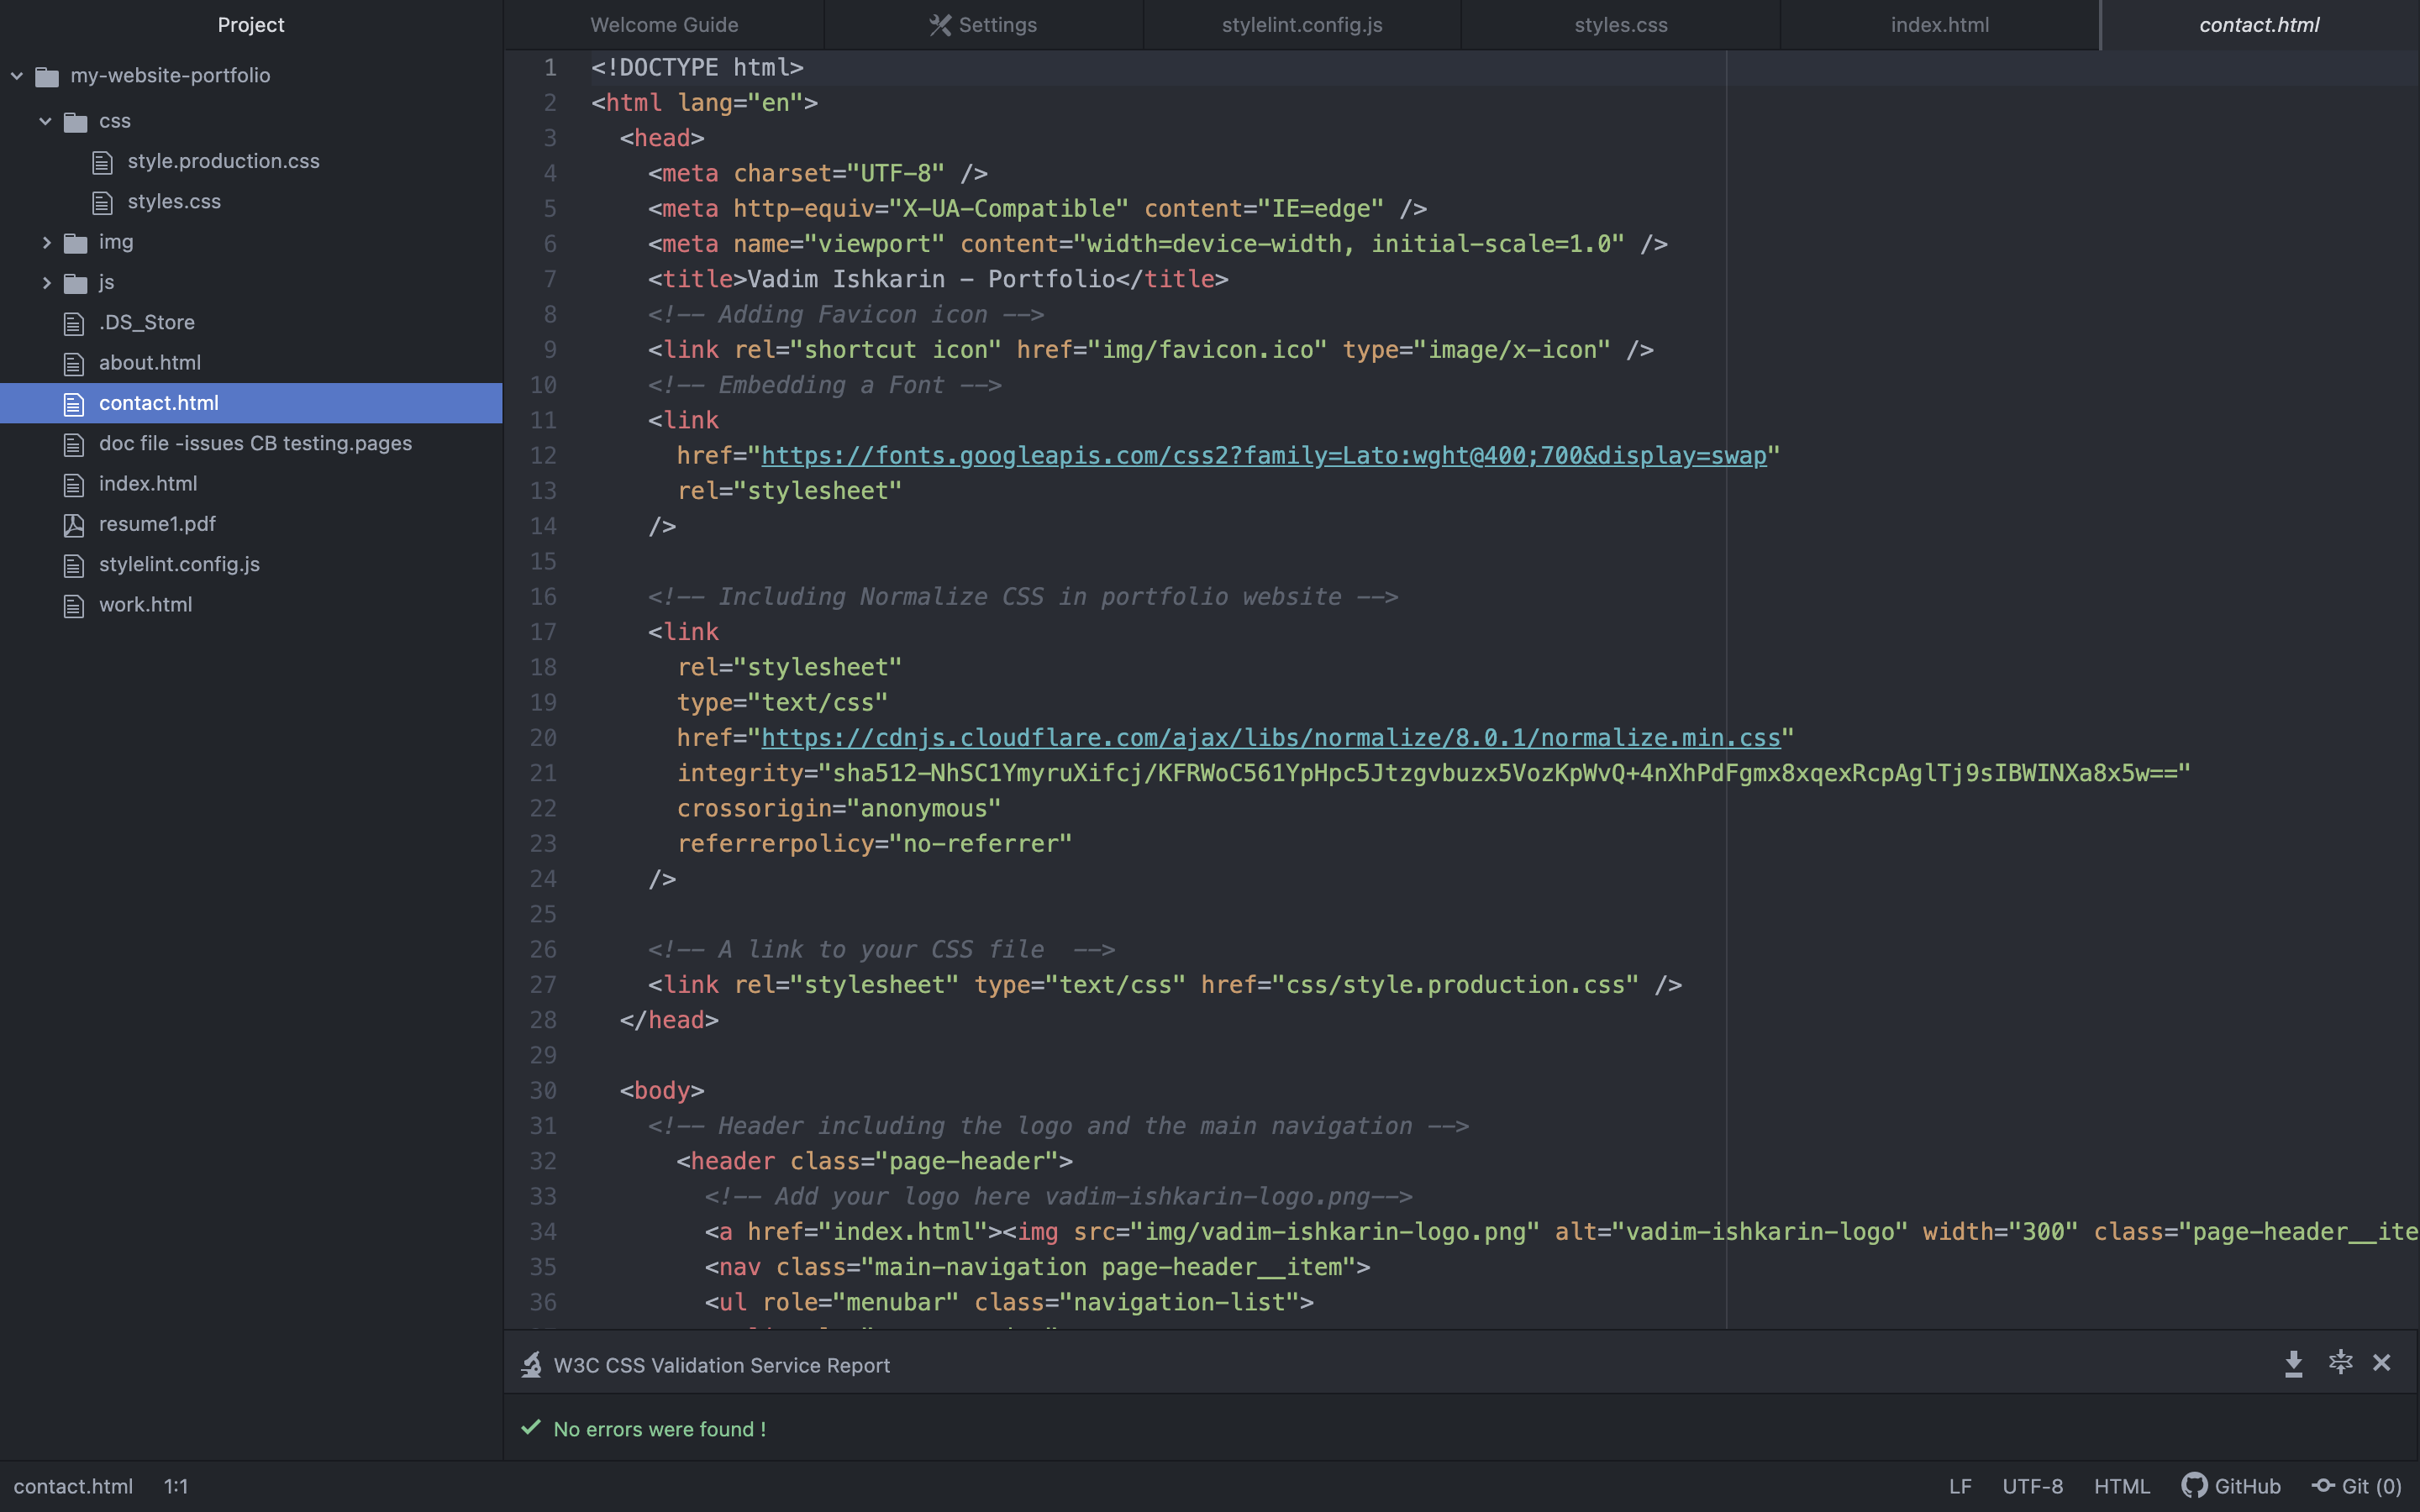 Project
my-website-portfolio
css
style.production.css
styles.css
img
js
.DS_Store
about.html
contact.html
doc file -issues CB testing.pages
index.html
resume1.pdf
stylelint.config.js
work.html
Welcome Guide
Settings
stylelint.config.js
styles.css
index.html
contact.html
1 <!DOCTYPE html>
2 <html lang="en">
3 <head>
4 <meta charset="UTF-8" />
5 <meta http-equiv="X-UA-Compatible" content="IE=edge" />
6 <meta name="viewport" content="width=device-width, initial-scale=1.0" />
7 <title>Vadim Ishkarin - Portfolio</title>
8 <!-- Adding Favicon icon -->
9 <link rel="shortcut icon" href="img/favicon.ico" type="image/x-icon" />
10 <!-- Embedding a Font -->
11 <link
12 href="https://fonts.googleapis.com/css2?family=Lato:wght@400;700&display=swap"
13 rel="stylesheet"
14 />
15
16 <!-- Including Normalize CSS in portfolio website -->
17 <link
18 rel="stylesheet"
19 type="text/css"
20 href="https://cdnjs.cloudflare.com/ajax/libs/normalize/8.0.1/normalize.min.css"
21 integrity="sha512-NhSC1YmyruXifcj/KFRWoC561YpHpc5Jtzgvbuzx5VozKpWvQ+4nXhPdFgmx8xqexRcpAglTj9sIBWINXa8x5w=="
22 crossorigin="anonymous"
23 referrerpolicy="no-referrer"
24 />
25
26 <!-- A link to your CSS file  -->
27 <link rel="stylesheet" type="text/css" href="css/style.production.css" />
28 </head>
29
30 <body>
31 <!-- Header including the logo and the main navigation -->
32 <header class="page-header">
33 <!-- Add your logo here vadim-ishkarin-logo.png-->
34 <a href="index.html"><img src="img/vadim-ishkarin-logo.png" alt="vadim-ishkarin-logo" width="300" class="page-header__ite
35 <nav class="main-navigation page-header__item">
36 <ul role="menubar" class="navigation-list">
W3C CSS Validation Service Report
No errors were found !
contact.html 1:1 LF UTF-8 HTML GitHub Git (0)